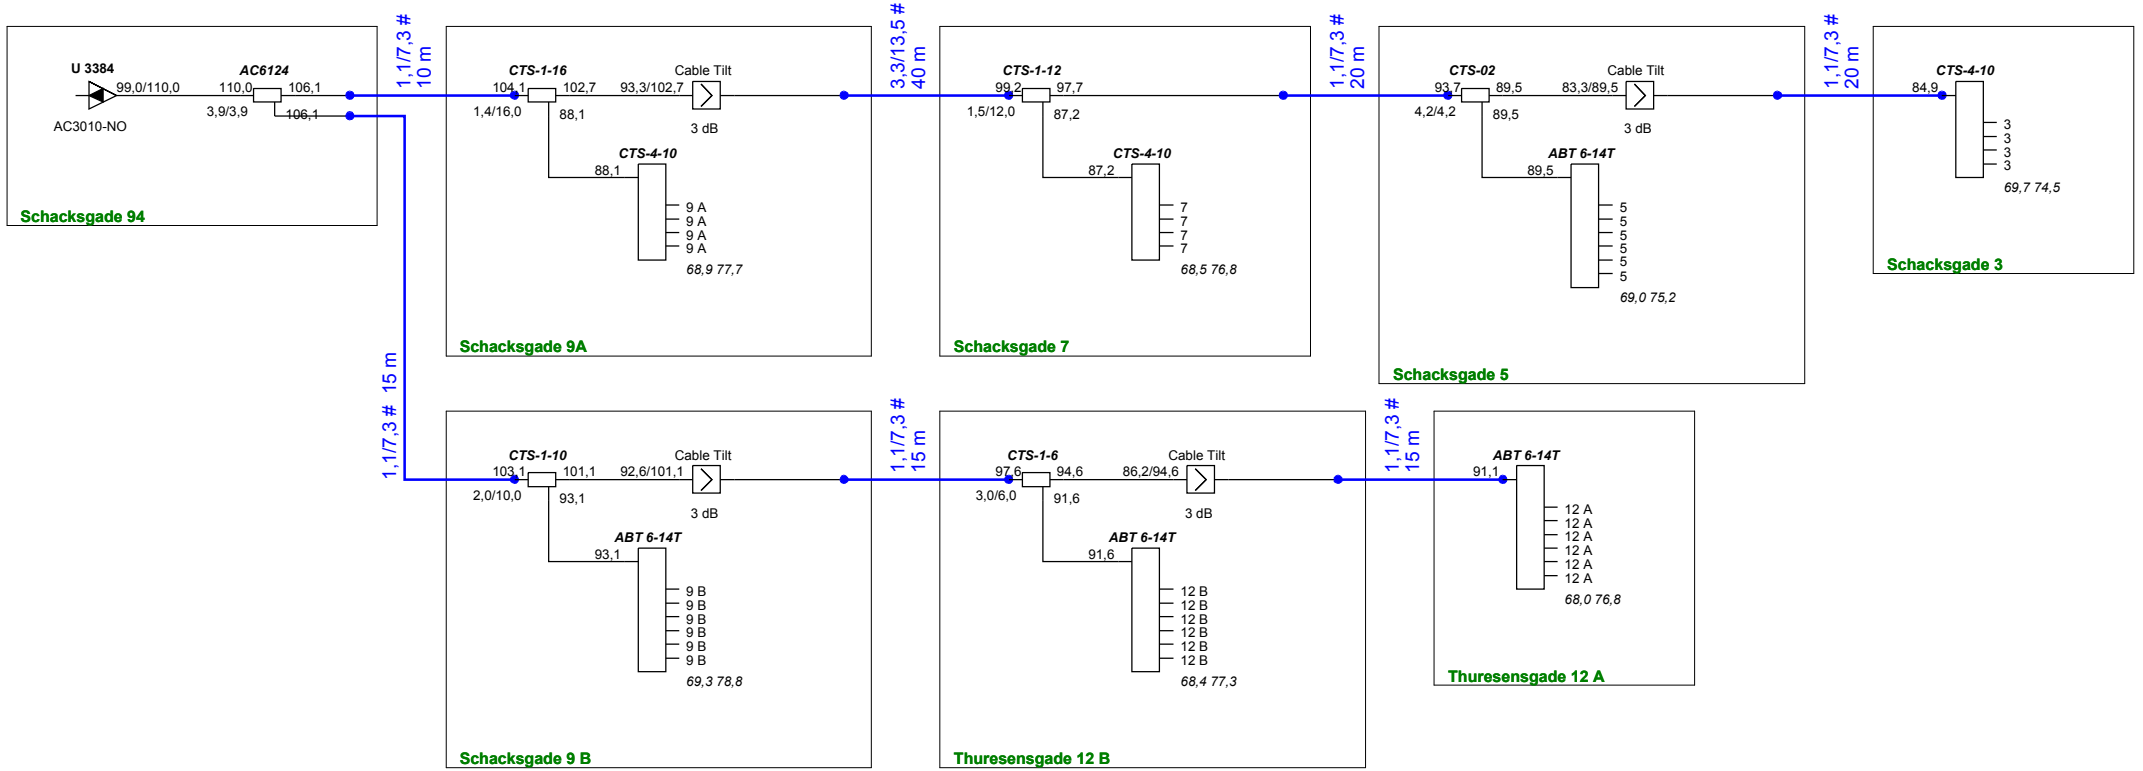 U 3384
99,0/110,0
AC3010-NO
AC6124
110,0
106,1
3,9/3,9
106,1
Schacksgade 94
1,1/7,3 #
10 m
CTS-1-16
104,1
102,7
1,4/16,0
88,1
93,3/102,7
Cable Tilt
3 dB
CTS-4-10
88,1
9 A
9 A
9 A
9 A
68,9 77,7
Schacksgade 9A
3,3/13,5 #
40 m
CTS-1-12
99,2
97,7
1,5/12,0
87,2
CTS-4-10
87,2
7
7
7
7
68,5 76,8
Schacksgade 7
1,1/7,3 #
20 m
CTS-02
93,7
89,5
4,2/4,2
89,5
83,3/89,5
Cable Tilt
3 dB
ABT 6-14T
89,5
5
5
5
5
5
5
69,0 75,2
Schacksgade 5
1,1/7,3 #
20 m
CTS-4-10
84,9
3
3
3
3
69,7 74,5
Schacksgade 3
1,1/7,3 # 15 m
CTS-1-10
103,1
101,1
2,0/10,0
93,1
92,6/101,1
Cable Tilt
3 dB
ABT 6-14T
93,1
9 B
9 B
9 B
9 B
9 B
9 B
69,3 78,8
Schacksgade 9 B
1,1/7,3 #
15 m
CTS-1-6
97,6
94,6
3,0/6,0
91,6
86,2/94,6
Cable Tilt
3 dB
ABT 6-14T
91,6
12 B
12 B
12 B
12 B
12 B
12 B
68,4 77,3
Thuresensgade 12 B
1,1/7,3 #
15 m
ABT 6-14T
91,1
12 A
12 A
12 A
12 A
12 A
12 A
68,0 76,8
Thuresensgade 12 A